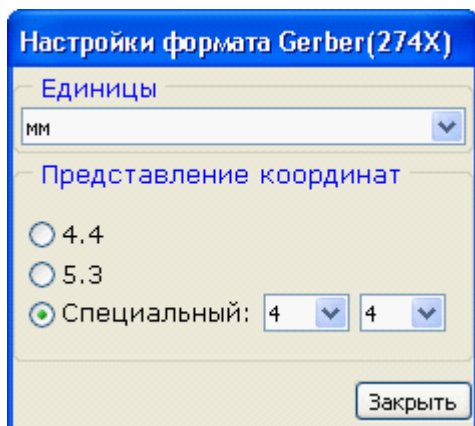 Настройки формата Gerber(274X)
Единицы
мм
Представление координат
4.4
5.3
Специальный: 4 4
Закрыть